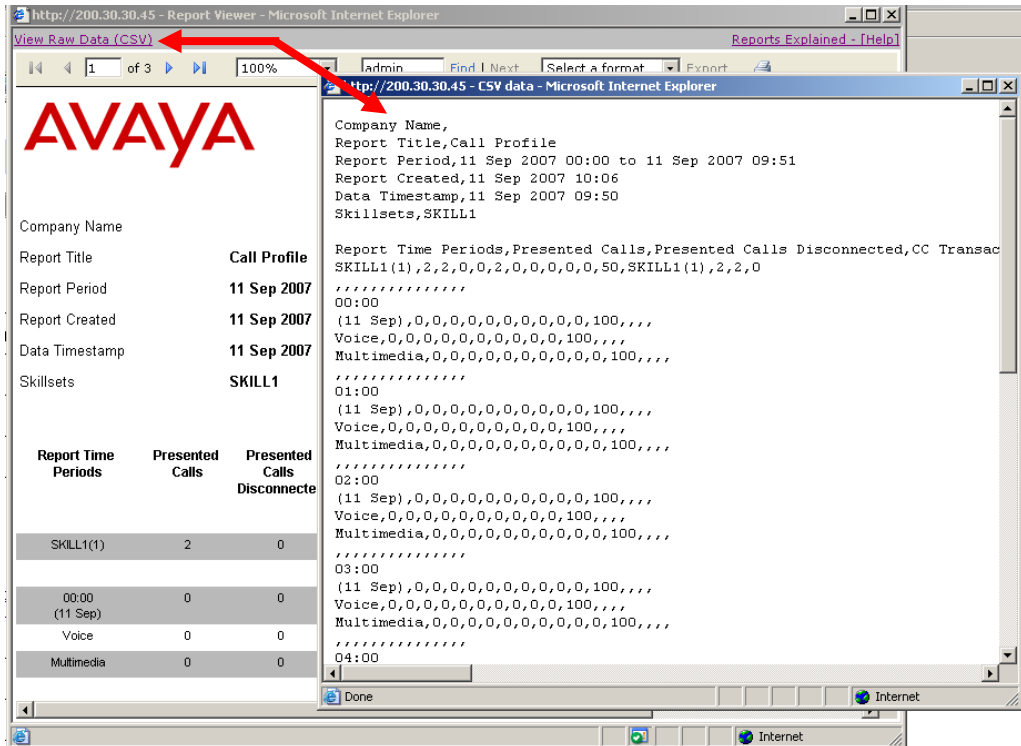 http://200.30.30.45 - Report Viewer - Microsoft Internet Explorer
View Raw Data (CSV)
Reports Explained - [Help]
1 of 3 100% admin Find | Next Select a format Export
AVAYA
Company Name
Report Title Call Profile
Report Period 11 Sep 2007
Report Created 11 Sep 2007
Data Timestamp 11 Sep 2007
Skillsets SKILL1
Report Time Periods Presented Calls Presented Calls Disconnecte
SKILL1(1) 2 0
00:00 (11 Sep) 0 0
Voice 0 0
Multimedia 0 0
http://200.30.30.45 - CSV data - Microsoft Internet Explorer
Company Name,
Report Title,Call Profile
Report Period,11 Sep 2007 00:00 to 11 Sep 2007 09:51
Report Created,11 Sep 2007 10:06
Data Timestamp,11 Sep 2007 09:50
Skillsets,SKILL1
Report Time Periods,Presented Calls,Presented Calls Disconnected,CC Transac
SKILL1(1),2,2,0,0,2,0,0,0,0,0,50,SKILL1(1),2,2,0
,,,,,,,,,,,,,,,
00:00
(11 Sep),0,0,0,0,0,0,0,0,0,0,100,,,,
Voice,0,0,0,0,0,0,0,0,0,0,100,,,,
Multimedia,0,0,0,0,0,0,0,0,0,0,100,,,,
,,,,,,,,,,,,,,,
01:00
(11 Sep),0,0,0,0,0,0,0,0,0,0,100,,,,
Voice,0,0,0,0,0,0,0,0,0,0,100,,,,
Multimedia,0,0,0,0,0,0,0,0,0,0,100,,,,
,,,,,,,,,,,,,,,
02:00
(11 Sep),0,0,0,0,0,0,0,0,0,0,100,,,,
Voice,0,0,0,0,0,0,0,0,0,0,100,,,,
Multimedia,0,0,0,0,0,0,0,0,0,0,100,,,,
,,,,,,,,,,,,,,,
03:00
(11 Sep),0,0,0,0,0,0,0,0,0,0,100,,,,
Voice,0,0,0,0,0,0,0,0,0,0,100,,,,
Multimedia,0,0,0,0,0,0,0,0,0,0,100,,,,
,,,,,,,,,,,,,,,
04:00
Done Internet
Internet